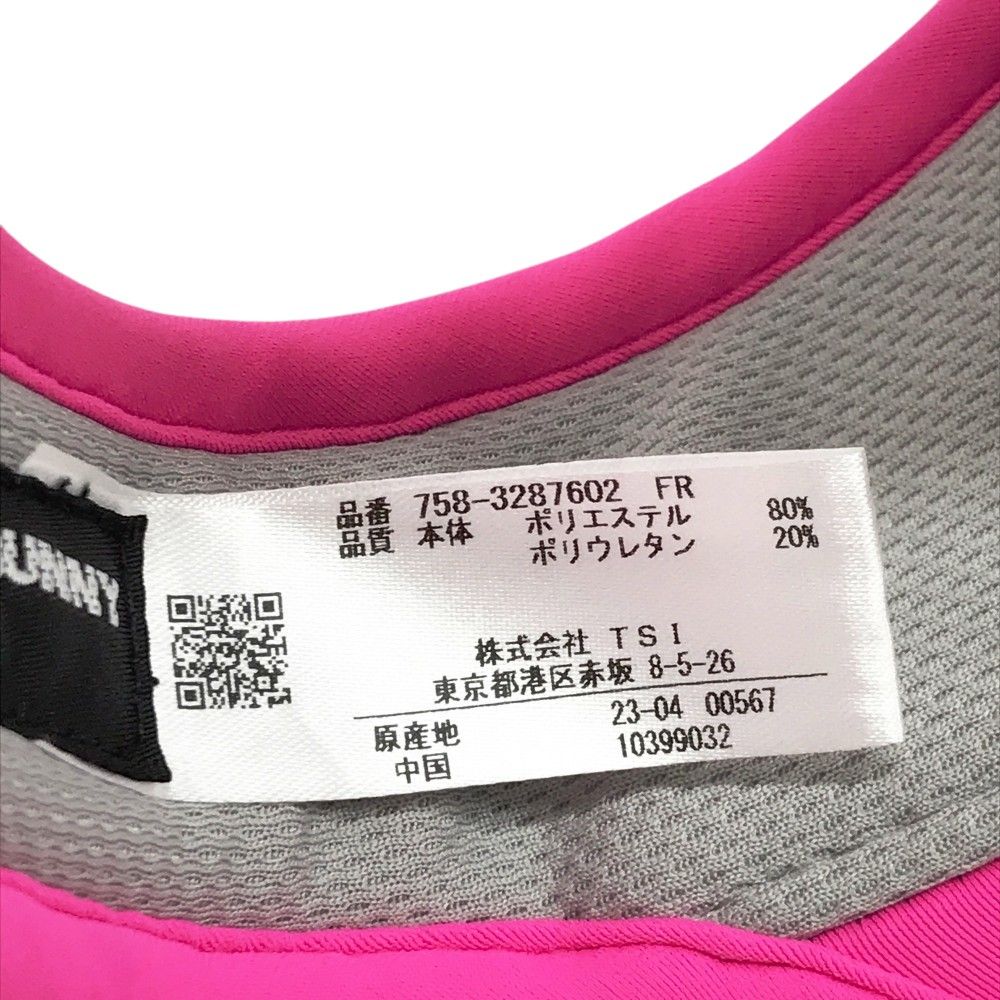 UNNY
品番 758-3287602 FR
品質 本体 ポリエステル 80%
ポリウレタン 20%
株式会社 TSI
東京都港区赤坂 8-5-26
23-04 00567
原産地 10399032
中国